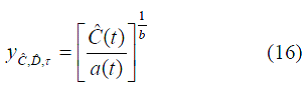 y_{Ĉ,D̂,τ} = [Ĉ(t)/a(t)]^{1/b} (16)